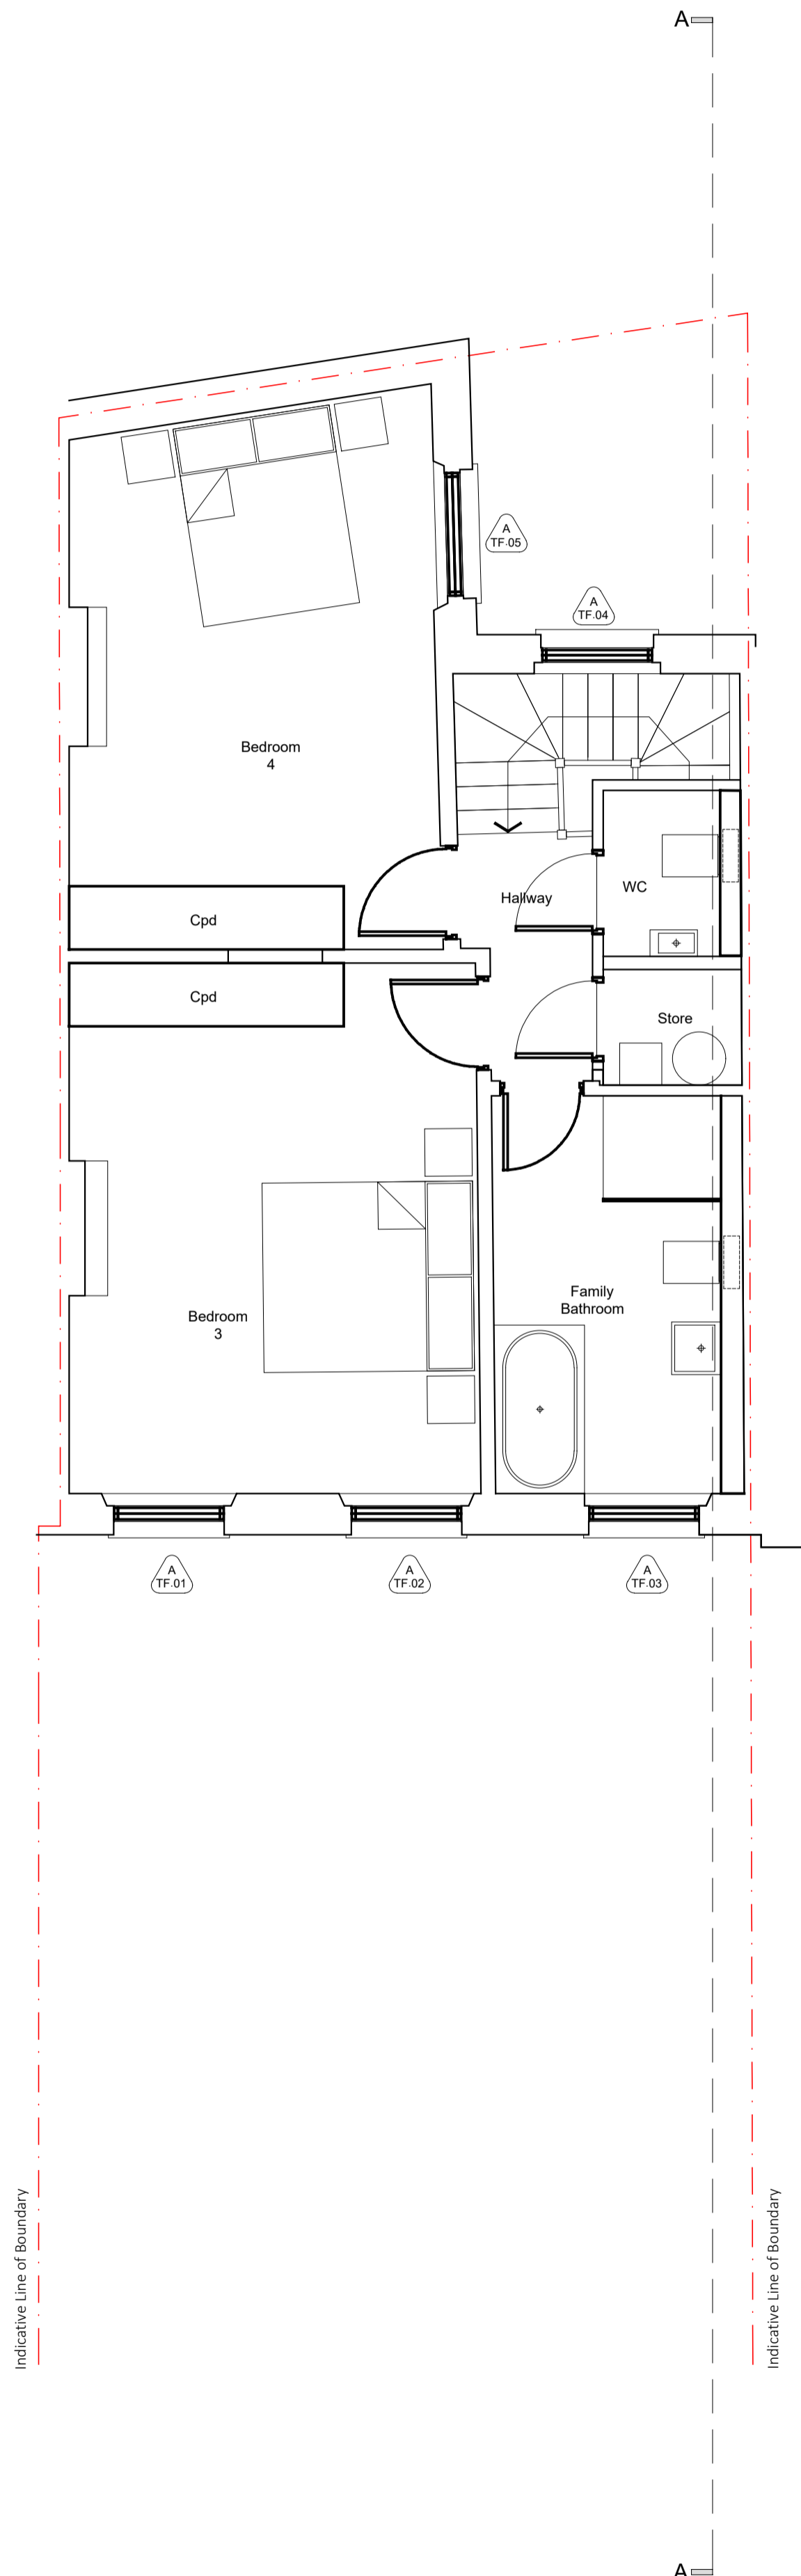 A
A
TF.05
A
TF.04
Bedroom
4
Hallway
WC
Cpd
Cpd
Store
Family
Bathroom
Bedroom
3
A
TF.01
A
TF.02
A
TF.03
Indicative Line of Boundary
Indicative Line of Boundary
A